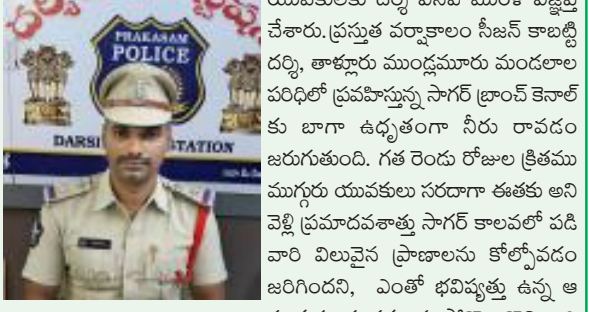 PRAKASAM
POLICE
DARSI
STATION
చేశారు. ప్రస్తుత వర్షాకాలం సీజన్ కాబట్టి
దర్శి, తాళ్లూరు ముండ్లమూరు మండలాల
పరిధిలో ప్రవహిస్తున్న సాగర్ బ్రాంచ్ కెనాల్
కు బాగా ఉధృతంగా నీరు రావడం
జరుగుతుంది. గత రెండు రోజుల క్రితము
ముగ్గురు యువకులు సరదాగా ఈతకు అని
వెళ్లి ప్రమాదవశాత్తు సాగర్ కాలవలో పడి
వారి విలువైన ప్రాణాలను కోల్పోవడం
జరిగిందని, ఎంతో భవిష్యత్తు ఉన్న ఆ